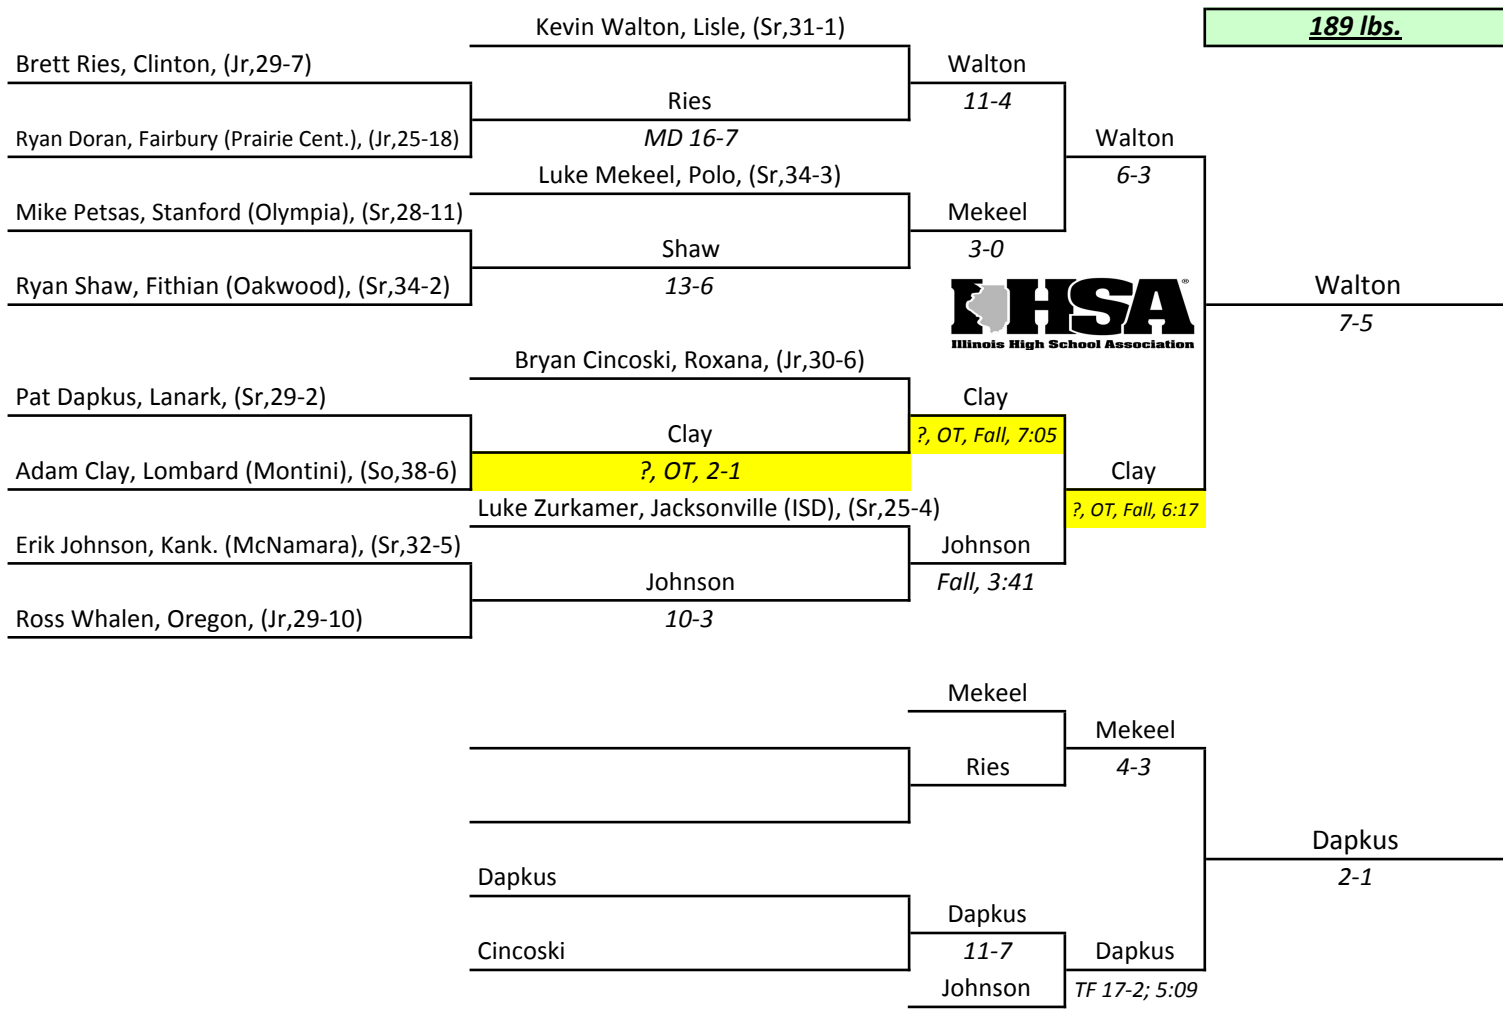 Kevin Walton, Lisle, (Sr,31-1)
189 lbs.
Brett Ries, Clinton, (Jr,29-7)
Walton
Ries
11-4
Ryan Doran, Fairbury (Prairie Cent.), (Jr,25-18)
MD 16-7
Walton
Luke Mekeel, Polo, (Sr,34-3)
6-3
Mike Petsas, Stanford (Olympia), (Sr,28-11)
Mekeel
Shaw
3-0
Ryan Shaw, Fithian (Oakwood), (Sr,34-2)
13-6
IHSA®
Illinois High School Association
Walton
7-5
Bryan Cincoski, Roxana, (Jr,30-6)
Pat Dapkus, Lanark, (Sr,29-2)
Clay
Clay
?, OT, Fall, 7:05
Adam Clay, Lombard (Montini), (So,38-6)
?, OT, 2-1
Clay
Luke Zurkamer, Jacksonville (ISD), (Sr,25-4)
?, OT, Fall, 6:17
Erik Johnson, Kank. (McNamara), (Sr,32-5)
Johnson
Johnson
Fall, 3:41
Ross Whalen, Oregon, (Jr,29-10)
10-3
Mekeel
Mekeel
Ries
4-3
Dapkus
2-1
Dapkus
Dapkus
Cincoski
11-7
Dapkus
Johnson
TF 17-2; 5:09